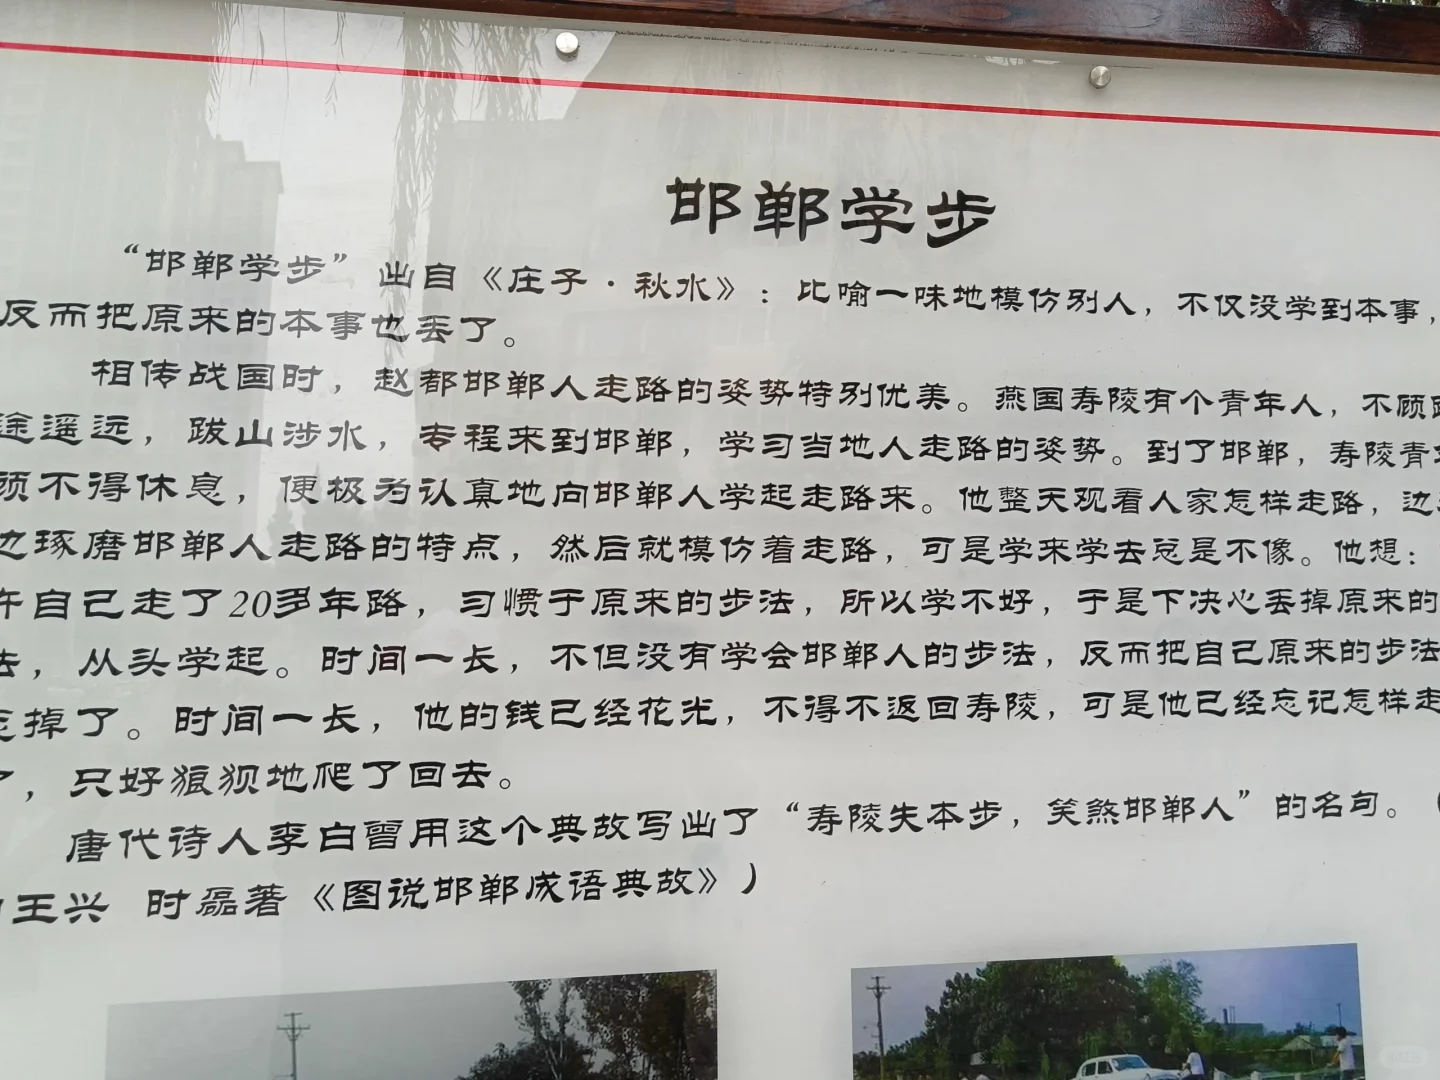 邯郸学步
“邯郸学步”出自《庄子·秋水》：比喻一味地模仿别人，不仅没学到本事，
反而把原来的本事也丢了。
相传战国时，赵都邯郸人走路的姿势特别优美。燕国寿陵有个青年人，不顾路
途遥远，跋山涉水，专程来到邯郸，学习当地人走路的姿势。到了邯郸，寿陵青年
顾不得休息，便极为认真地向邯郸人学起走路来。他整天观看人家怎样走路，边
边琢磨邯郸人走路的特点，然后就模仿着走路，可是学来学去总是不像。他想：
许自己走了20多年路，习惯于原来的步法，所以学不好，于是下决心丢掉原来的
法，从头学起。时间一长，不但没有学会邯郸人的步法，反而把自己原来的步法
忘掉了。时间一长，他的钱已经花光，不得不返回寿陵，可是他已经忘记怎样走
了，只好狼狈地爬了回去。
唐代诗人李白曾用这个典故写出了“寿陵失本步，笑煞邯郸人”的名句。（
王兴 时磊著《图说邯郸成语典故》）